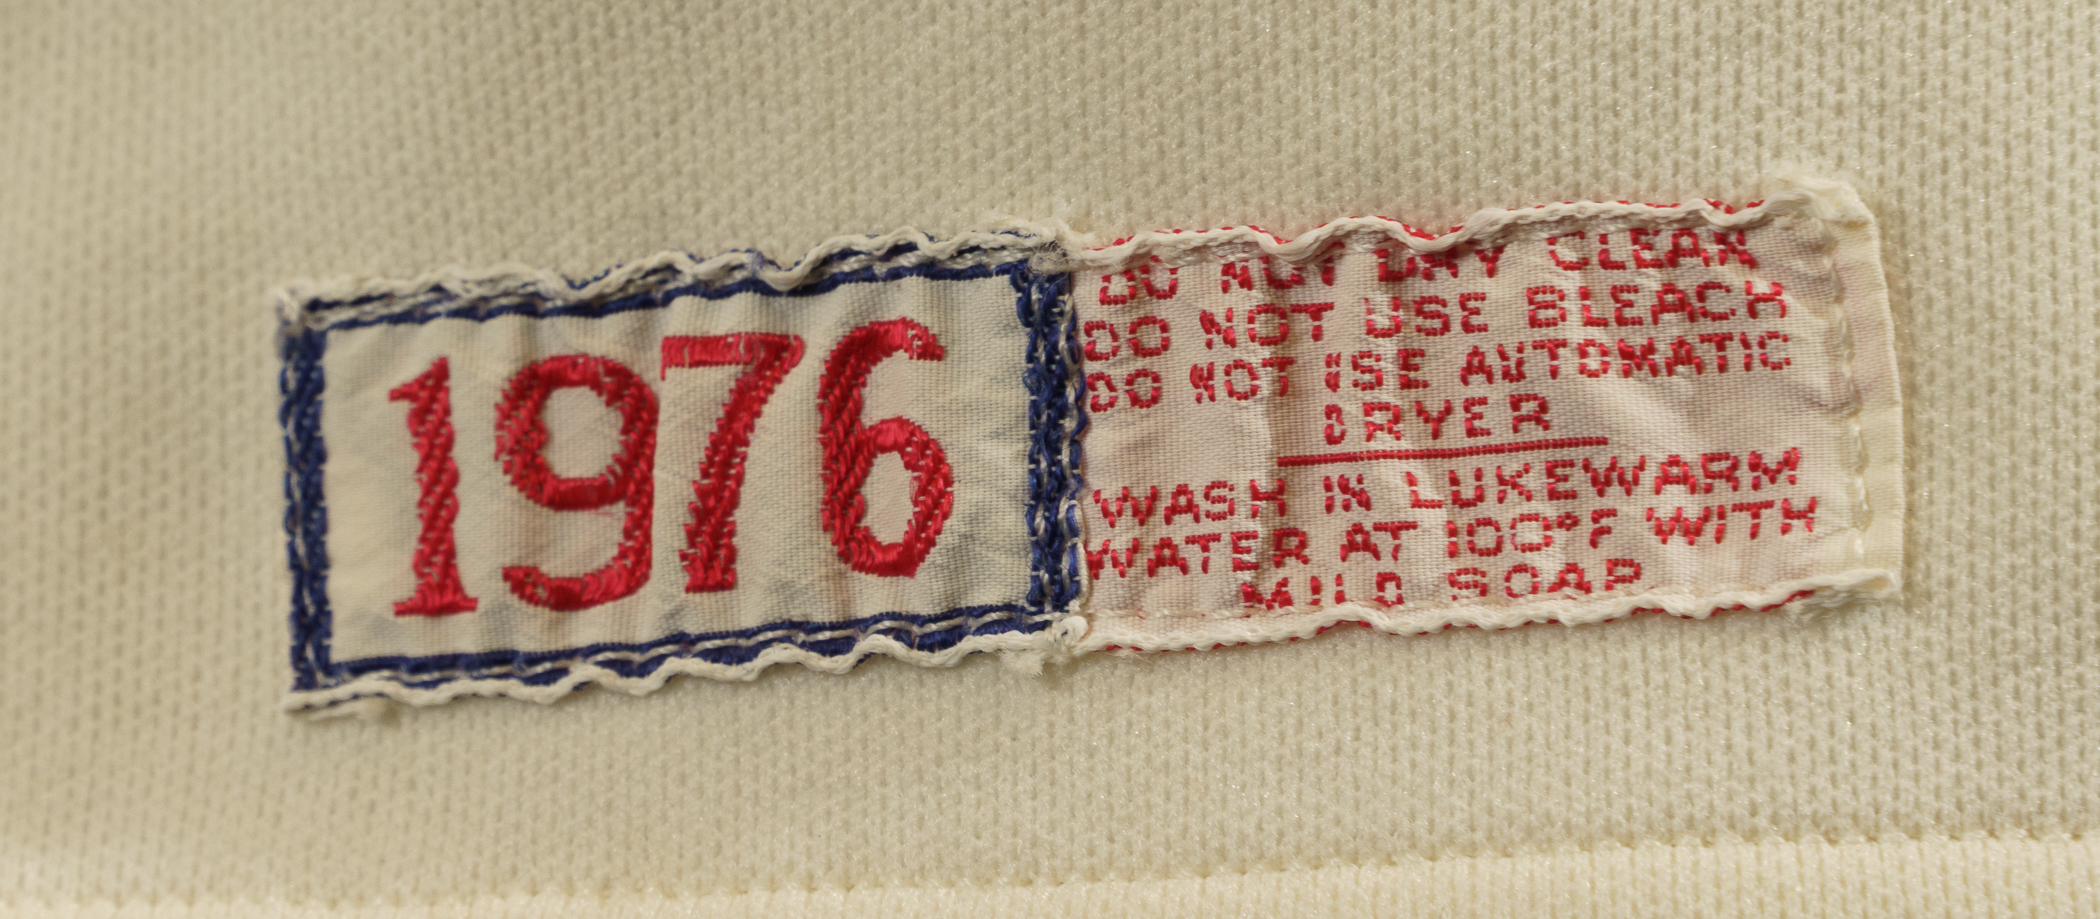 1976
DO NOT DRY CLEAN
DO NOT USE BLEACH
DO NOT USE AUTOMATIC
DRYER
WASH IN LUKEWARM
WATER AT 100°F WITH
MILD SOAP